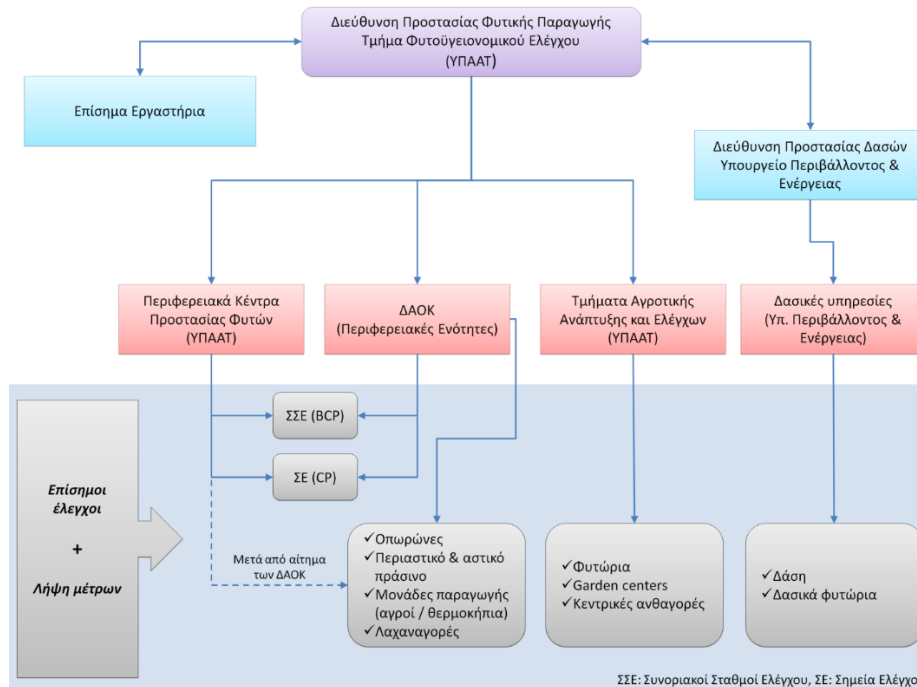 Διεύθυνση Προστασίας Φυτικής Παραγωγής
Τμήμα Φυτοϋγειονομικού Ελέγχου
(ΥΠΑΑΤ)
Επίσημα Εργαστήρια
Διεύθυνση Προστασίας Δασών
Υπουργείο Περιβάλλοντος &
Ενέργειας
Περιφερειακά Κέντρα
Προστασίας Φυτών
(ΥΠΑΑΤ)
ΔΑΟΚ
(Περιφερειακές Ενότητες)
Τμήματα Αγροτικής
Ανάπτυξης και Ελέγχων
(ΥΠΑΑΤ)
Δασικές υπηρεσίες
(Υπ. Περιβάλλοντος &
Ενέργειας)
ΣΣΕ (BCP)
ΣΕ (CP)
Επίσημοι
έλεγχοι
+
Λήψη μέτρων
Μετά από αίτημα
των ΔΑΟΚ
✓Οπωρώνες
✓Περιαστικό & αστικό
πράσινο
✓Μονάδες παραγωγής
(αγροί / θερμοκήπια)
✓Λαχαναγορές
✓Φυτώρια
✓Garden centers
✓Κεντρικές ανθαγορές
✓Δάση
✓Δασικά φυτώρια
ΣΣΕ: Συνοριακοί Σταθμοί Ελέγχου, ΣΕ: Σημεία Ελέγχο